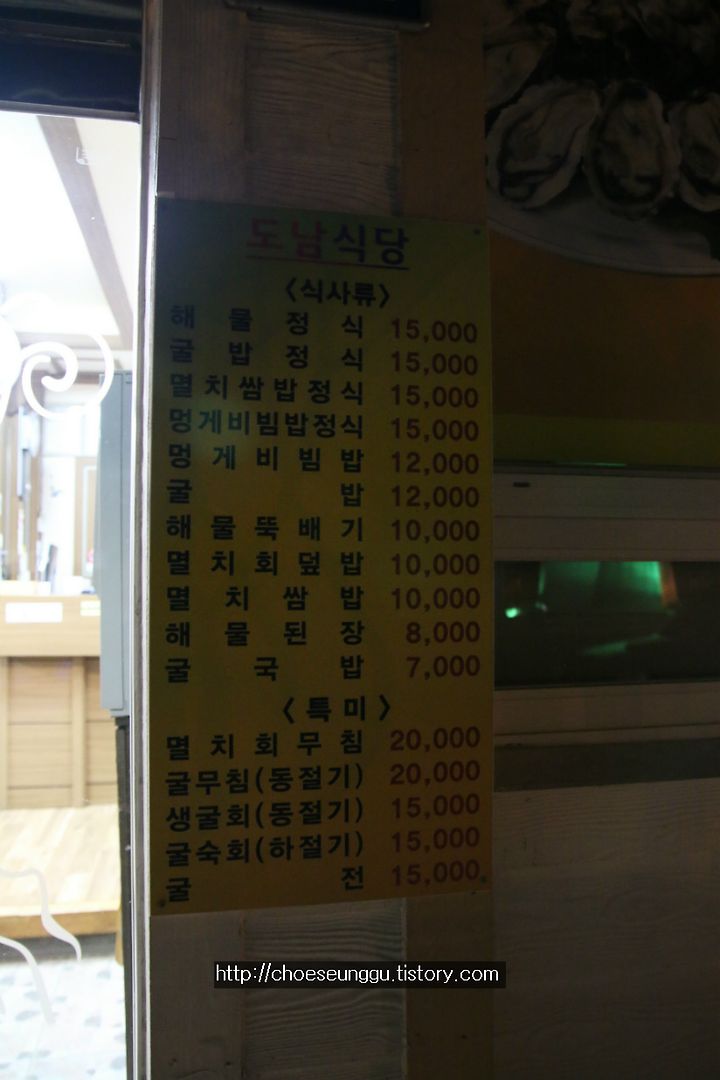 도남식당
〈식사류〉
해물정식 15,000
굴밥정식 15,000
멸치쌈밥정식 15,000
멍게비빔밥정식 15,000
멍게비빔밥 12,000
굴밥 12,000
해물뚝배기 10,000
멸치회덮밥 10,000
멸치쌈밥 10,000
해물된장 8,000
굴국밥 7,000
〈특미〉
멸치회무침 20,000
굴무침(동절기) 20,000
생굴회(동절기) 15,000
굴숙회(하절기) 15,000
굴전 15,000
http://choeseunggu.tistory.com